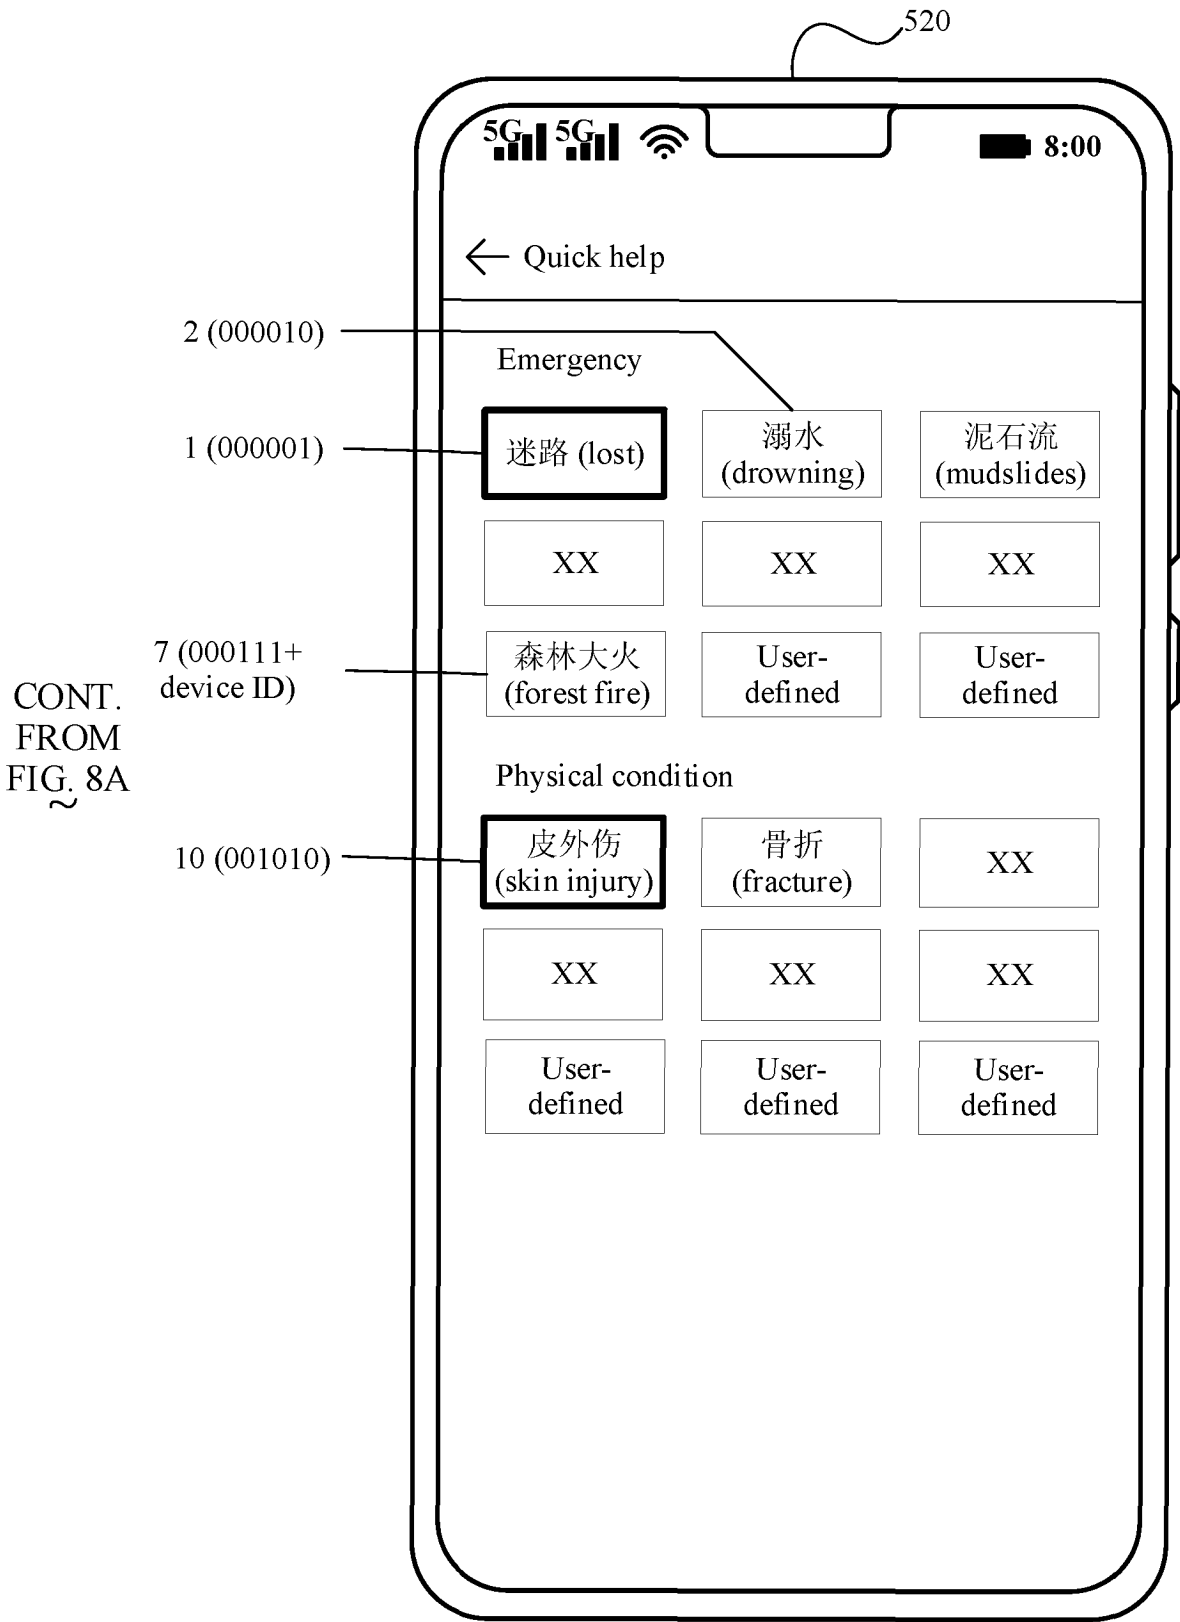 520
5G 5G 8:00
Quick help
2 (000010)
Emergency
1 (000001)
迷路 (lost)
溺水
(drowning)
泥石流
(mudslides)
XX
XX
XX
7 (000111+
device ID)
森林大火
(forest fire)
User-
defined
User-
defined
CONT.
FROM
FIG. 8A
~
Physical condition
10 (001010)
皮外伤
(skin injury)
骨折
(fracture)
XX
XX
XX
XX
User-
defined
User-
defined
User-
defined